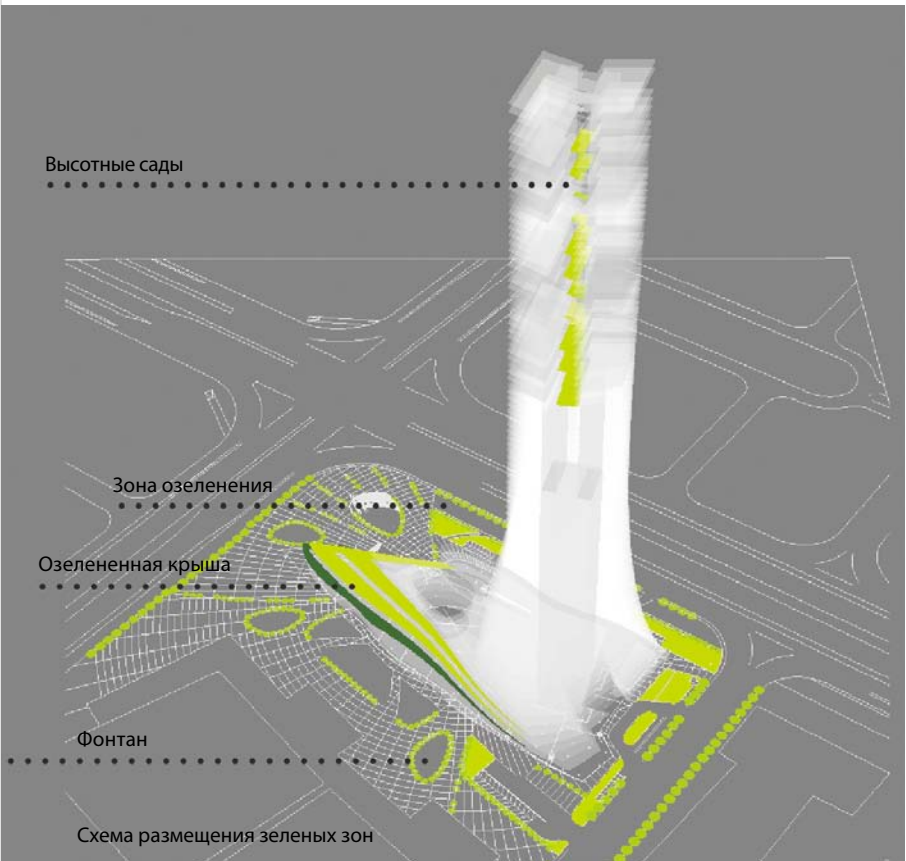 Высотные сады
Зона озеленения
Озелененная крыша
Фонтан
Схема размещения зеленых зон